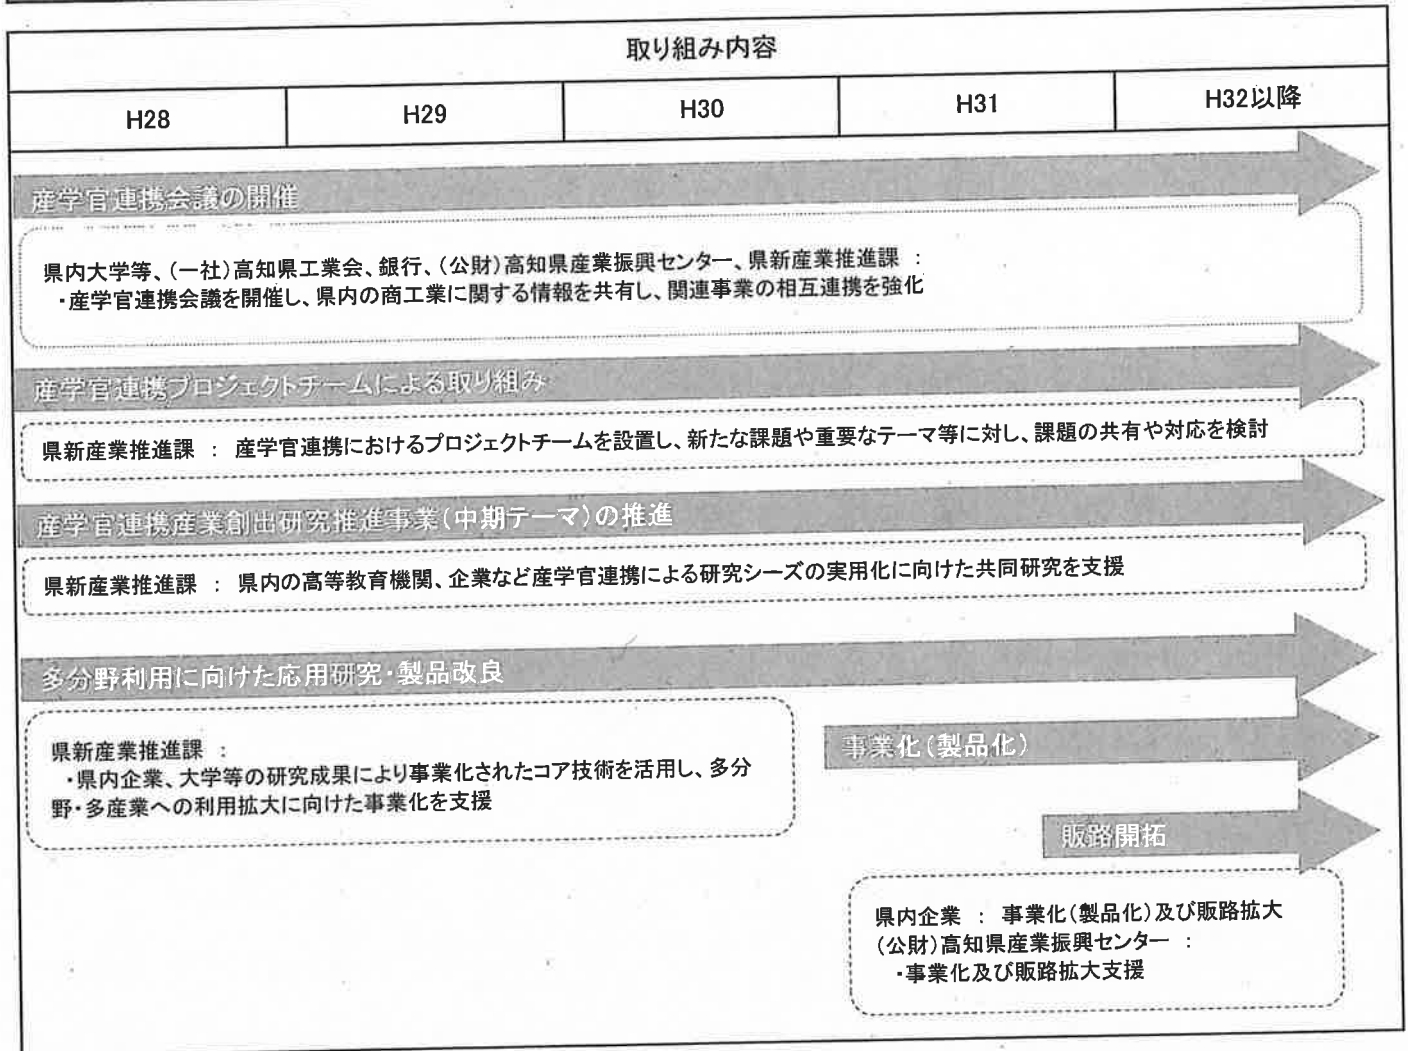 取り組み内容
H28
H29
H30
H31
H32以降
産学官連携会議の開催
県内大学等、(一社)高知県工業会、銀行、(公財)高知県産業振興センター、県新産業推進課 :
・産学官連携会議を開催し、県内の商工業に関する情報を共有し、関連事業の相互連携を強化
産学官連携プロジェクトチームによる取り組み
県新産業推進課 : 産学官連携におけるプロジェクトチームを設置し、新たな課題や重要なテーマ等に対し、課題の共有や対応を検討
産学官連携産業創出研究推進事業(中期テーマ)の推進
県新産業推進課 : 県内の高等教育機関、企業など産学官連携による研究シーズの実用化に向けた共同研究を支援
多分野利用に向けた応用研究・製品改良
県新産業推進課 :
・県内企業、大学等の研究成果により事業化されたコア技術を活用し、多分
野・多産業への利用拡大に向けた事業化を支援
事業化(製品化)
販路開拓
県内企業 : 事業化(製品化)及び販路拡大
(公財)高知県産業振興センター :
・事業化及び販路拡大支援